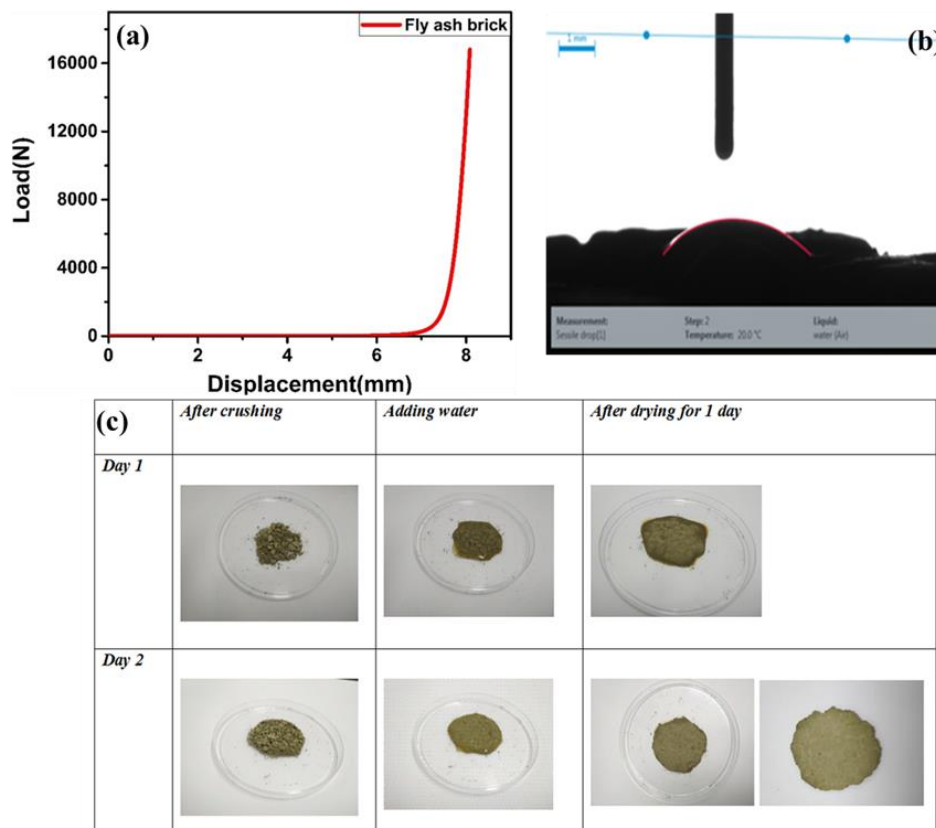 (a)
Fly ash brick
16000
12000
8000
4000
0
0 2 4 6 8
Load(N)
Displacement(mm)
(b)
1 mm
Measurement: Step: 2 Liquid:
Sessile drop[1] Temperature: -20.0 °C water (Air)
(c) After crushing Adding water After drying for 1 day
Day 1
Day 2